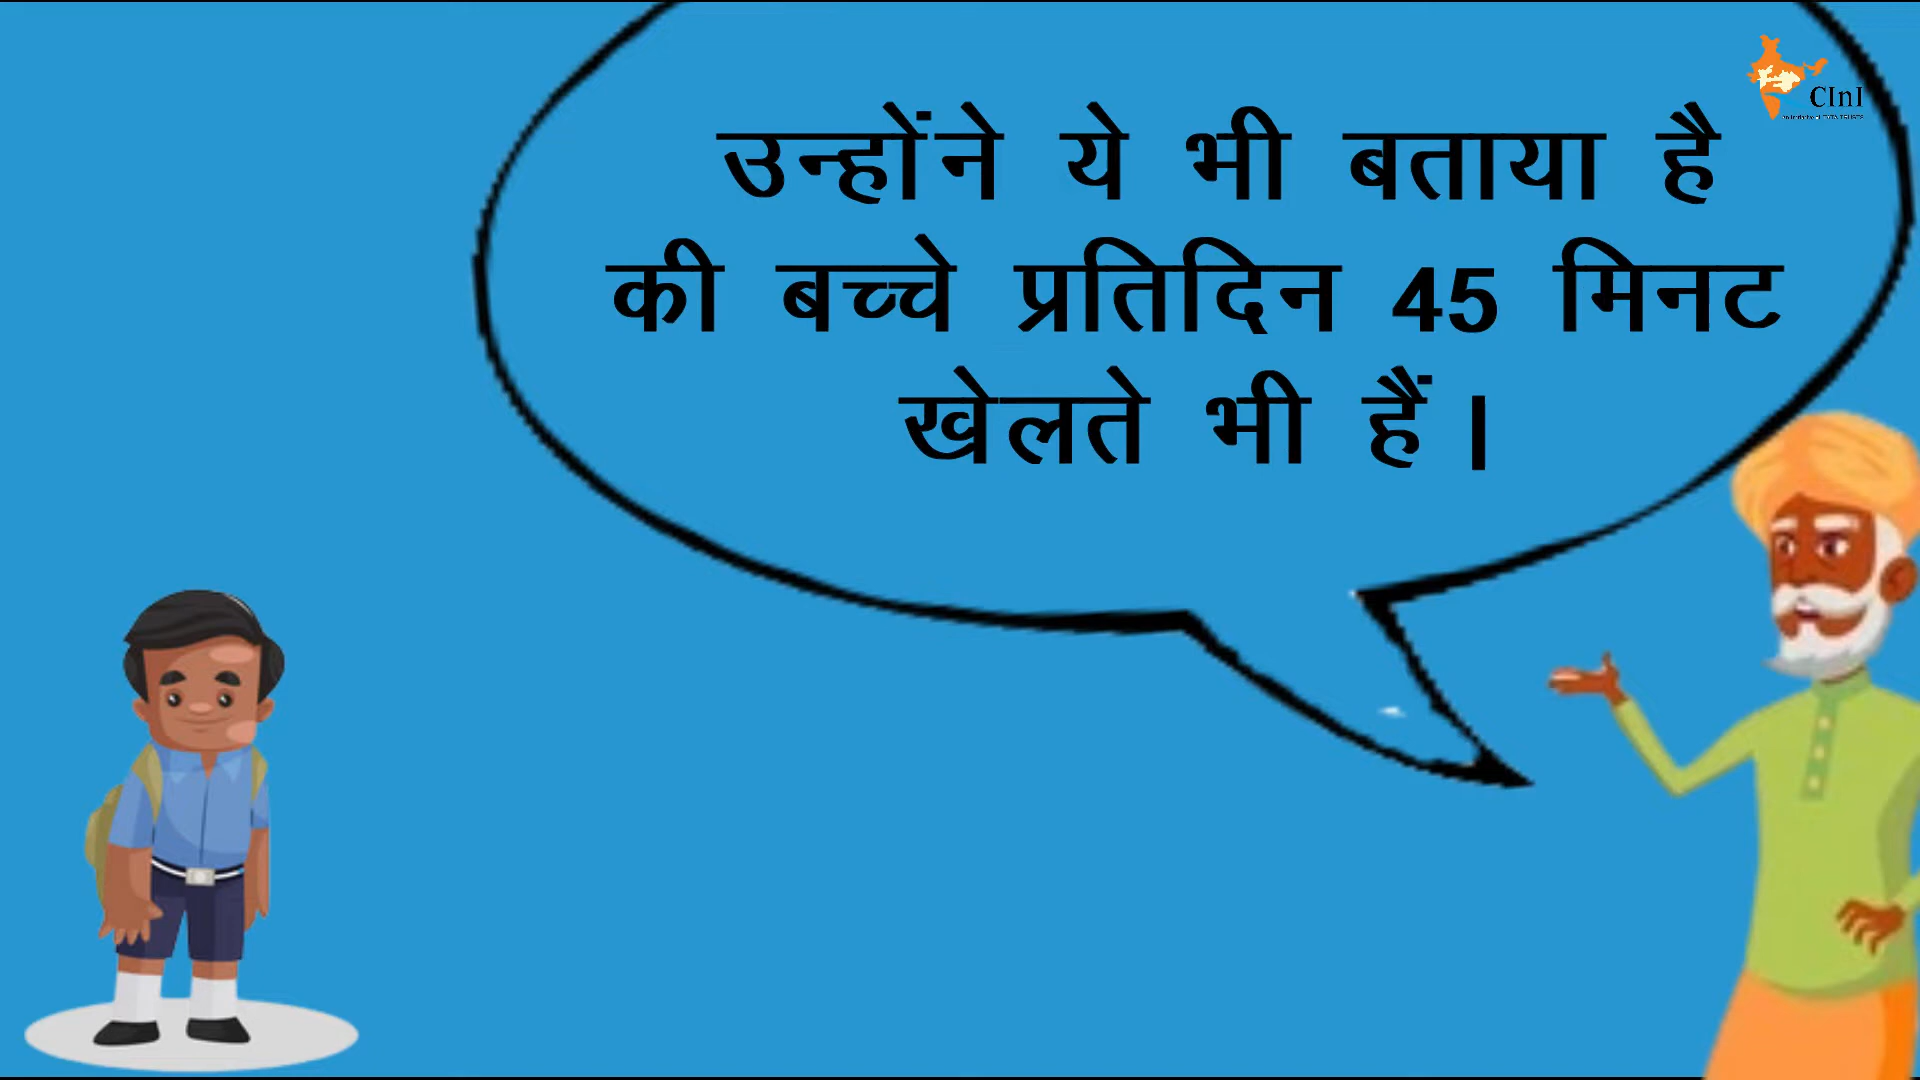 CInI
उन्होंने ये भी बताया है
की बच्चे प्रतिदिन 45 मिनट
खेलते भी हैं।